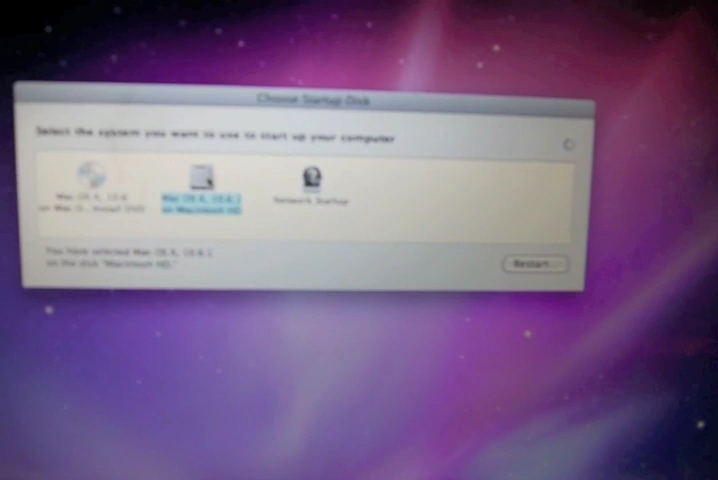 Choose Startup Disk
Select the system you want to use to start up your computer
Mac OS X, 10.6
on Mac O...Install DVD
Mac OS X, 10.6.
on Macintosh HD
Network Startup
You have selected Mac OS X, 10.6.
on the disk "Macintosh HD."
Restart...